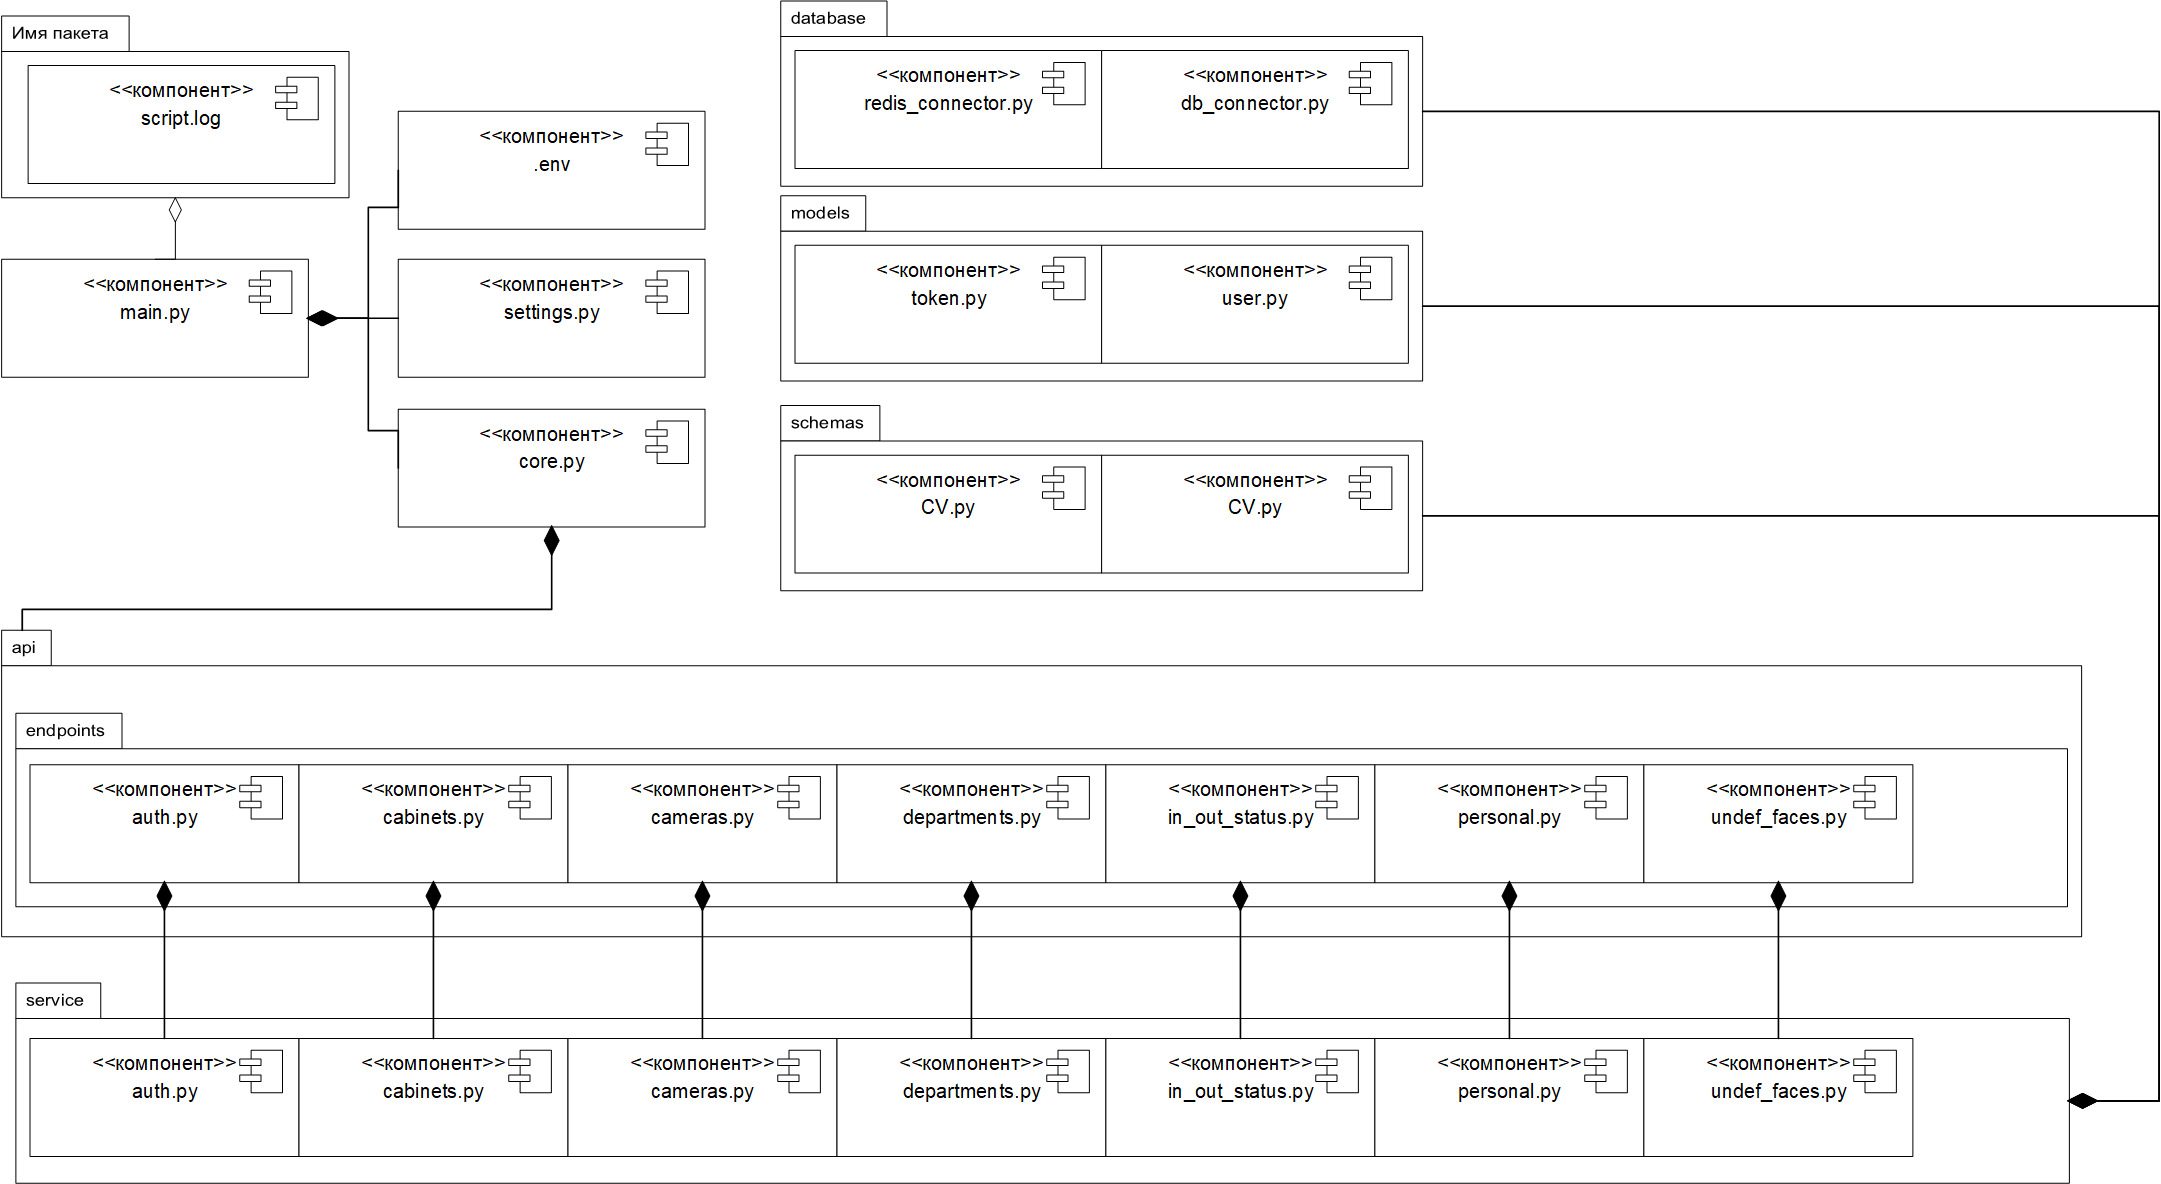 Имя пакета
<<компонент>>
script.log
<<компонент>>
main.py
<<компонент>>
.env
<<компонент>>
settings.py
<<компонент>>
core.py
database
<<компонент>>
redis_connector.py
<<компонент>>
db_connector.py
models
<<компонент>>
token.py
<<компонент>>
user.py
schemas
<<компонент>>
CV.py
<<компонент>>
CV.py
api
endpoints
<<компонент>>
auth.py
<<компонент>>
cabinets.py
<<компонент>>
cameras.py
<<компонент>>
departments.py
<<компонент>>
in_out_status.py
<<компонент>>
personal.py
<<компонент>>
undef_faces.py
service
<<компонент>>
auth.py
<<компонент>>
cabinets.py
<<компонент>>
cameras.py
<<компонент>>
departments.py
<<компонент>>
in_out_status.py
<<компонент>>
personal.py
<<компонент>>
undef_faces.py